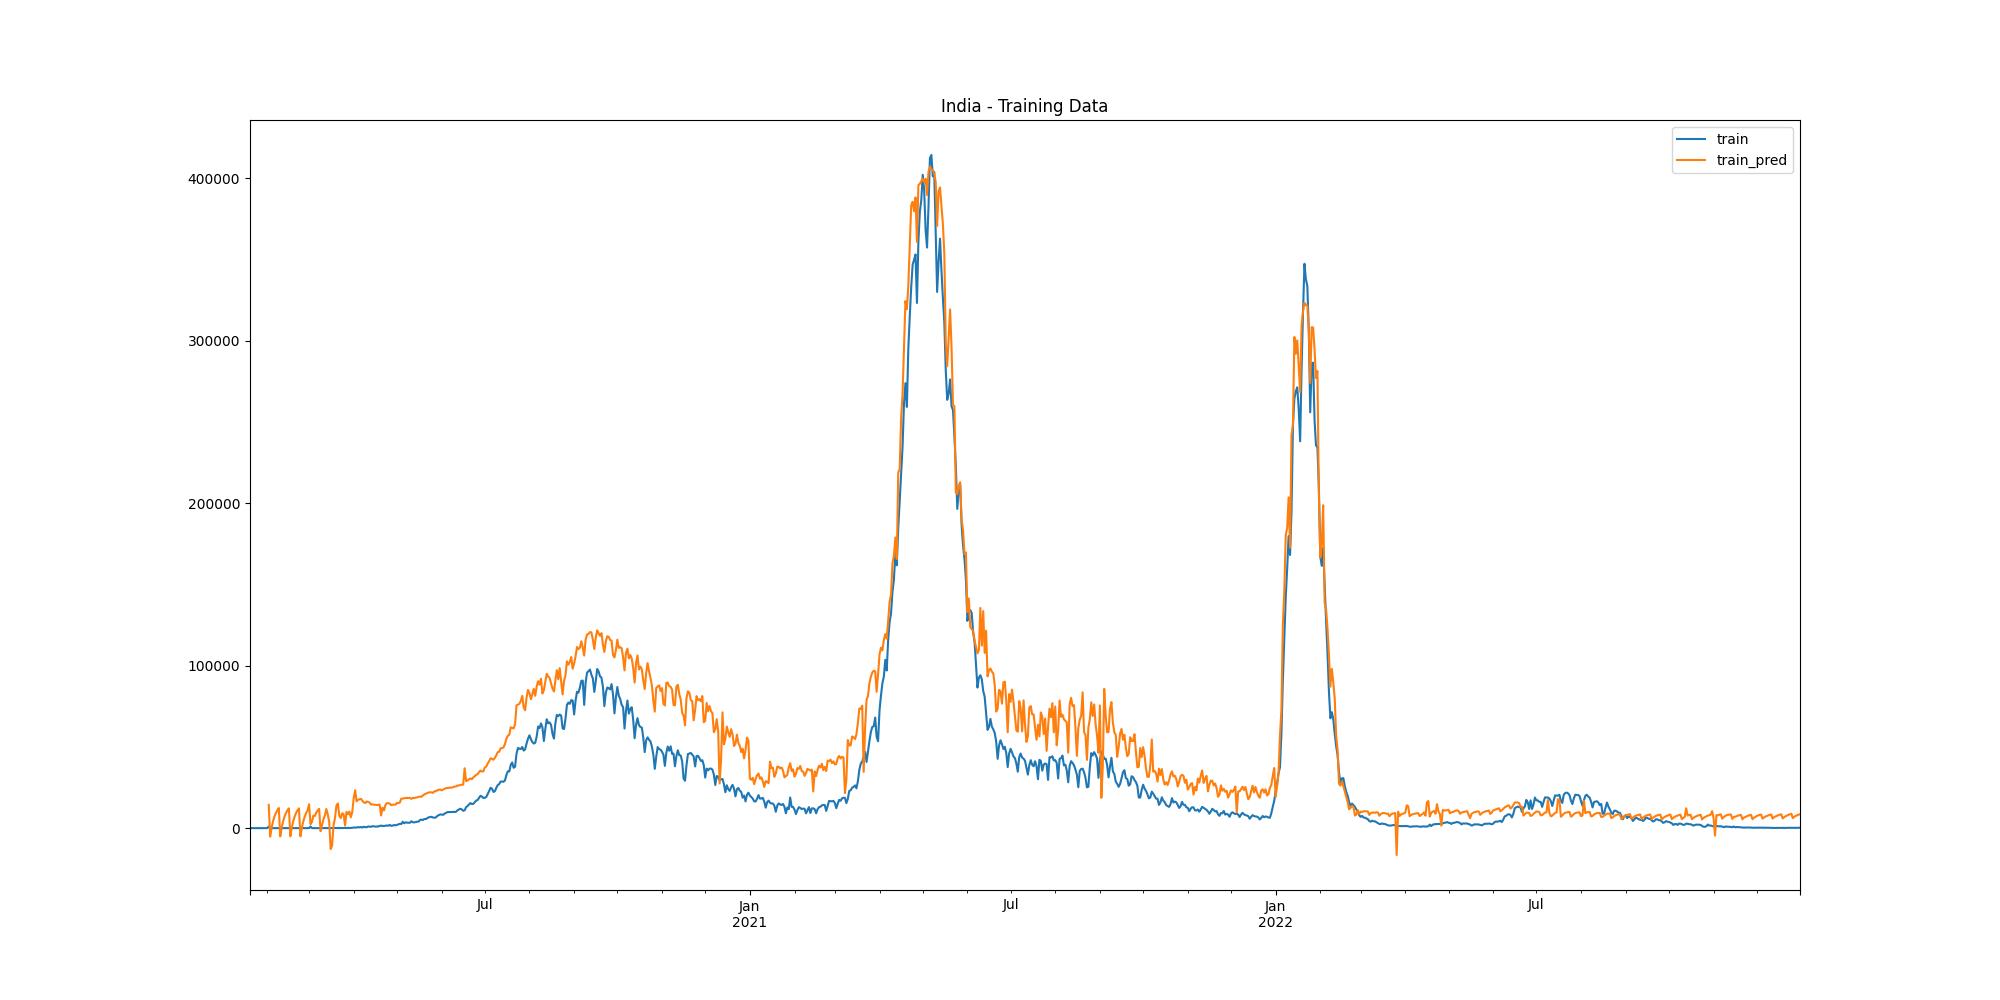 India - Training Data
train
train_pred
400000
300000
200000
100000
0
Jul
Jan
2021
Jul
Jan
2022
Jul